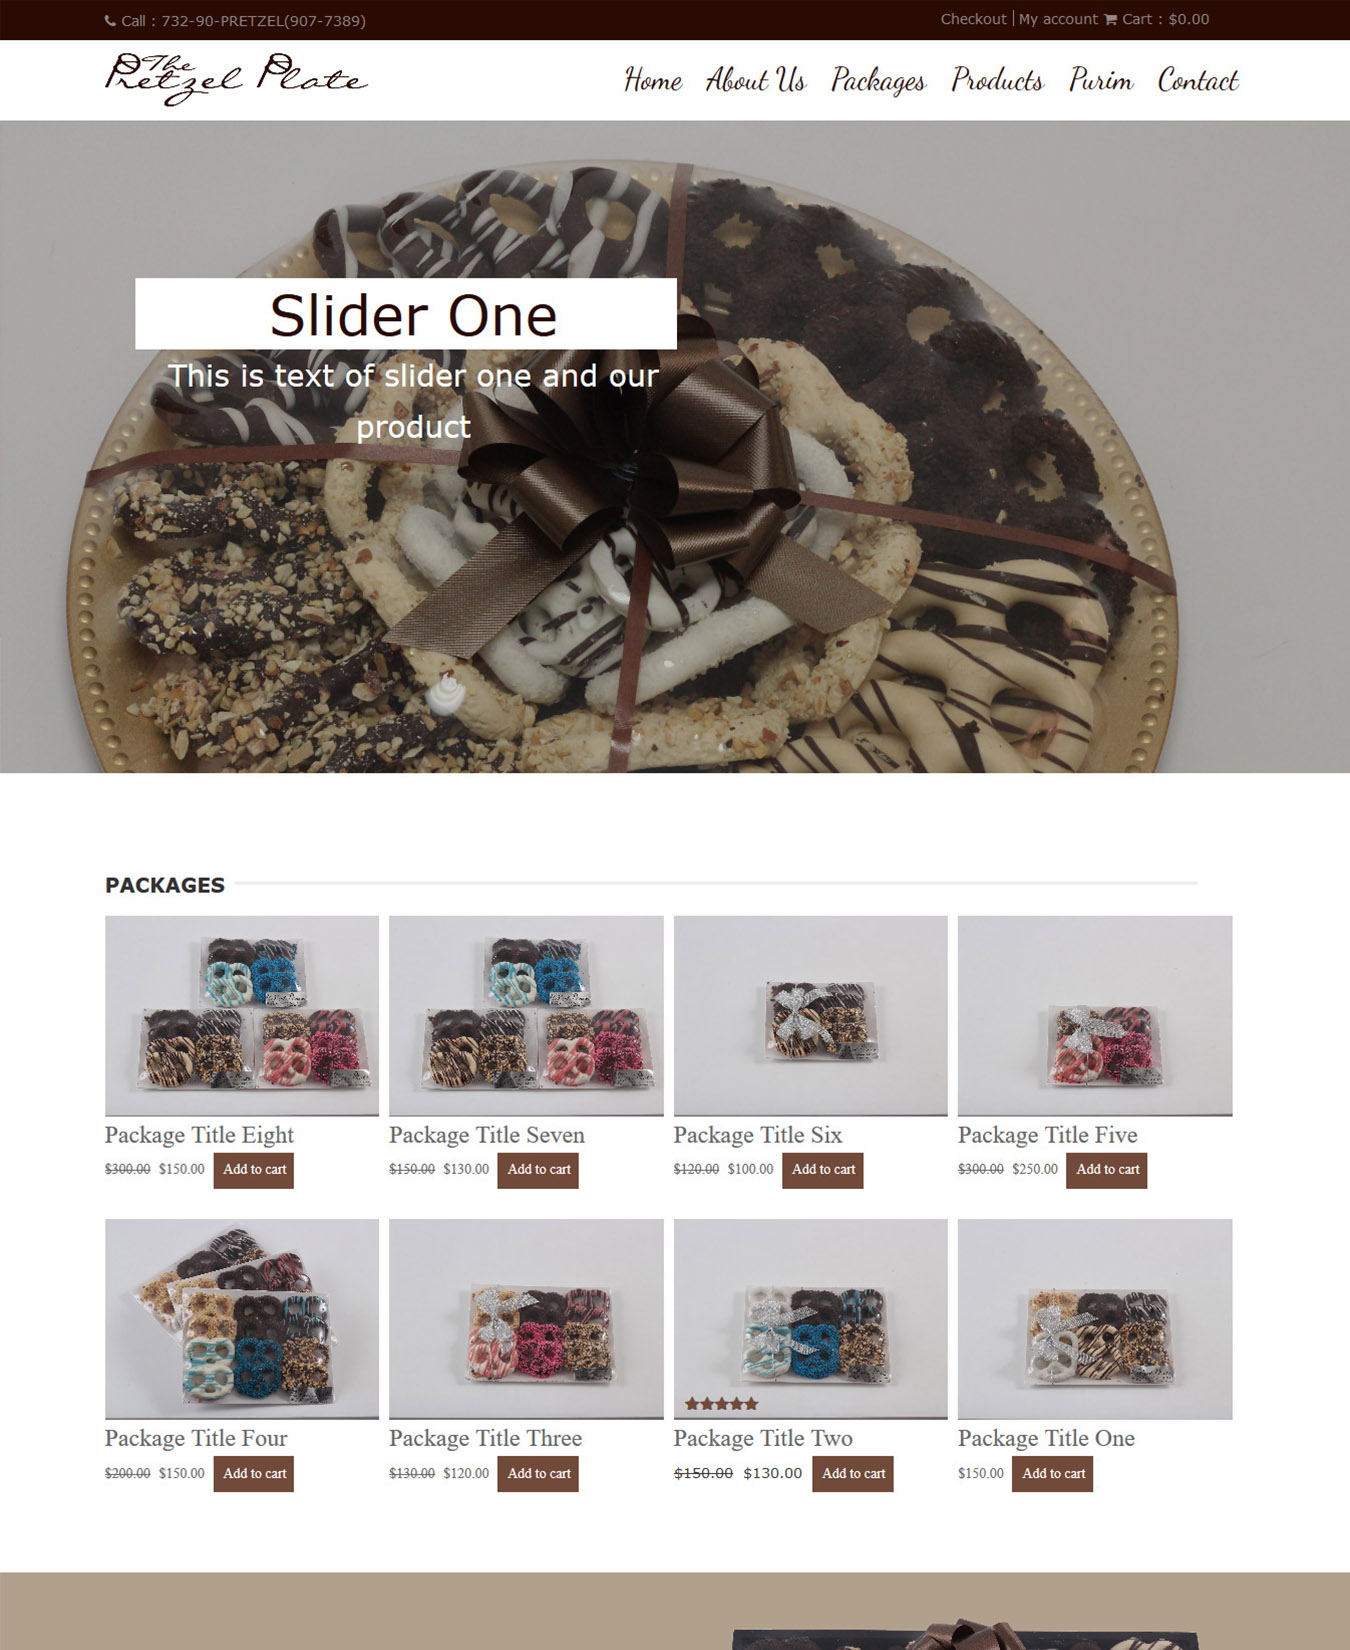 Call : 732-90-PRETZEL(907-7389)
Checkout | My account Cart : $0.00
The
Pretzel Plate
Home About Us Packages Products Purim Contact
Slider One
This is text of slider one and our
product
PACKAGES
Package Title Eight Package Title Seven Package Title Six Package Title Five
$300.00 $150.00 Add to cart $150.00 $130.00 Add to cart $120.00 $100.00 Add to cart $300.00 $250.00 Add to cart
Package Title Four Package Title Three Package Title Two Package Title One
$200.00 $150.00 Add to cart $130.00 $120.00 Add to cart $150.00 $130.00 Add to cart $150.00 Add to cart